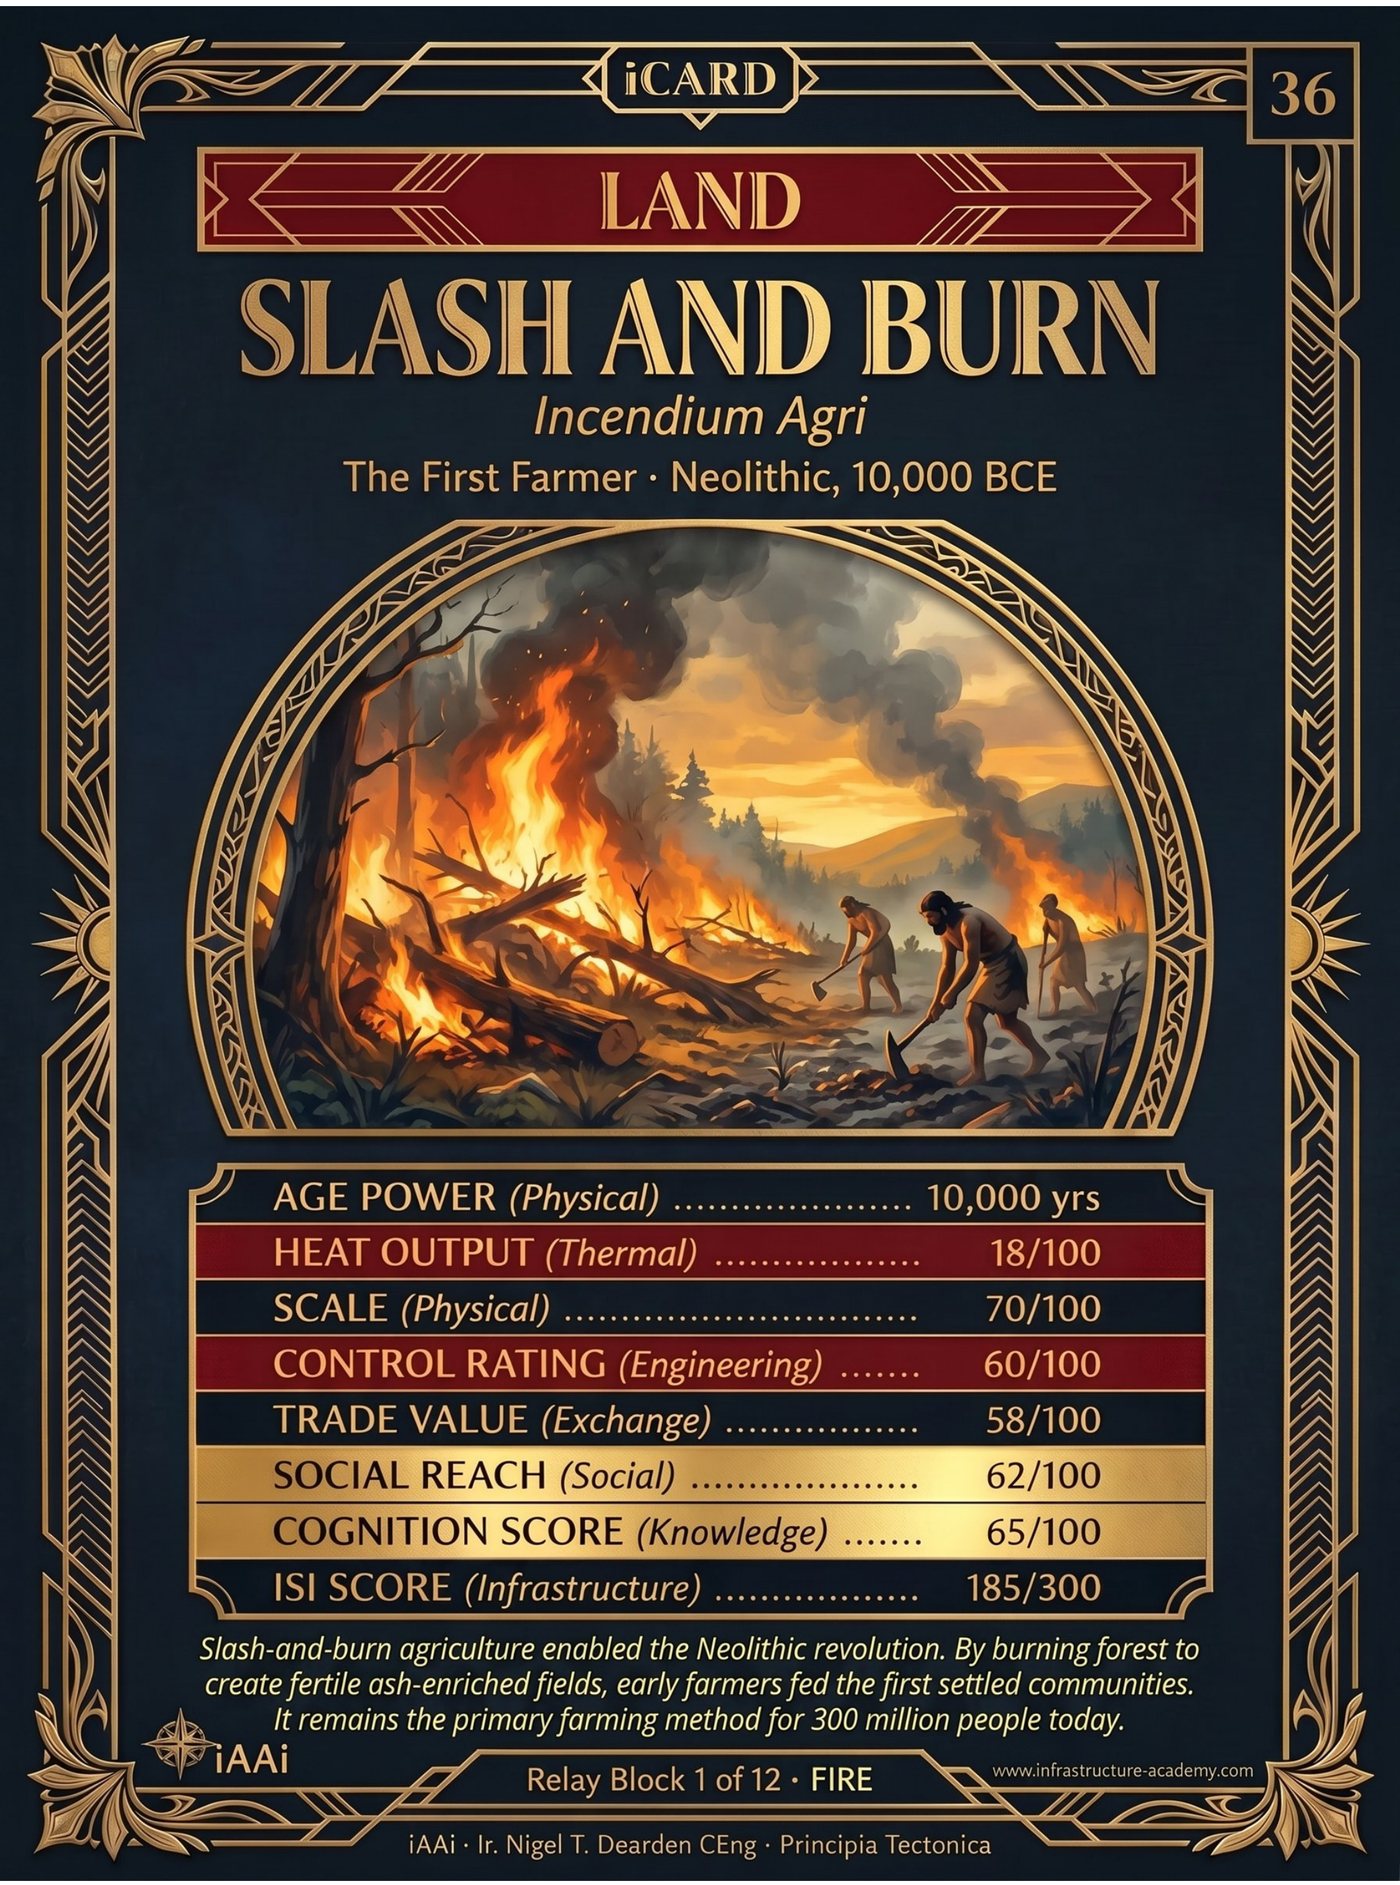 iCARD
36
LAND
SLASH AND BURN
Incendium Agri
The First Farmer · Neolithic, 10,000 BCE
AGE POWER (Physical) ..................... 10,000 yrs
HEAT OUTPUT (Thermal) .................. 18/100
SCALE (Physical) ............................... 70/100
CONTROL RATING (Engineering) ....... 60/100
TRADE VALUE (Exchange) ................. 58/100
SOCIAL REACH (Social) .................... 62/100
COGNITION SCORE (Knowledge) ....... 65/100
ISI SCORE (Infrastructure) .................. 185/300
Slash-and-burn agriculture enabled the Neolithic revolution. By burning forest to
create fertile ash-enriched fields, early farmers fed the first settled communities.
It remains the primary farming method for 300 million people today.
iAAi
Relay Block 1 of 12 · FIRE
www.infrastructure-academy.com
iAAi · Ir. Nigel T. Dearden CEng · Principia Tectonica